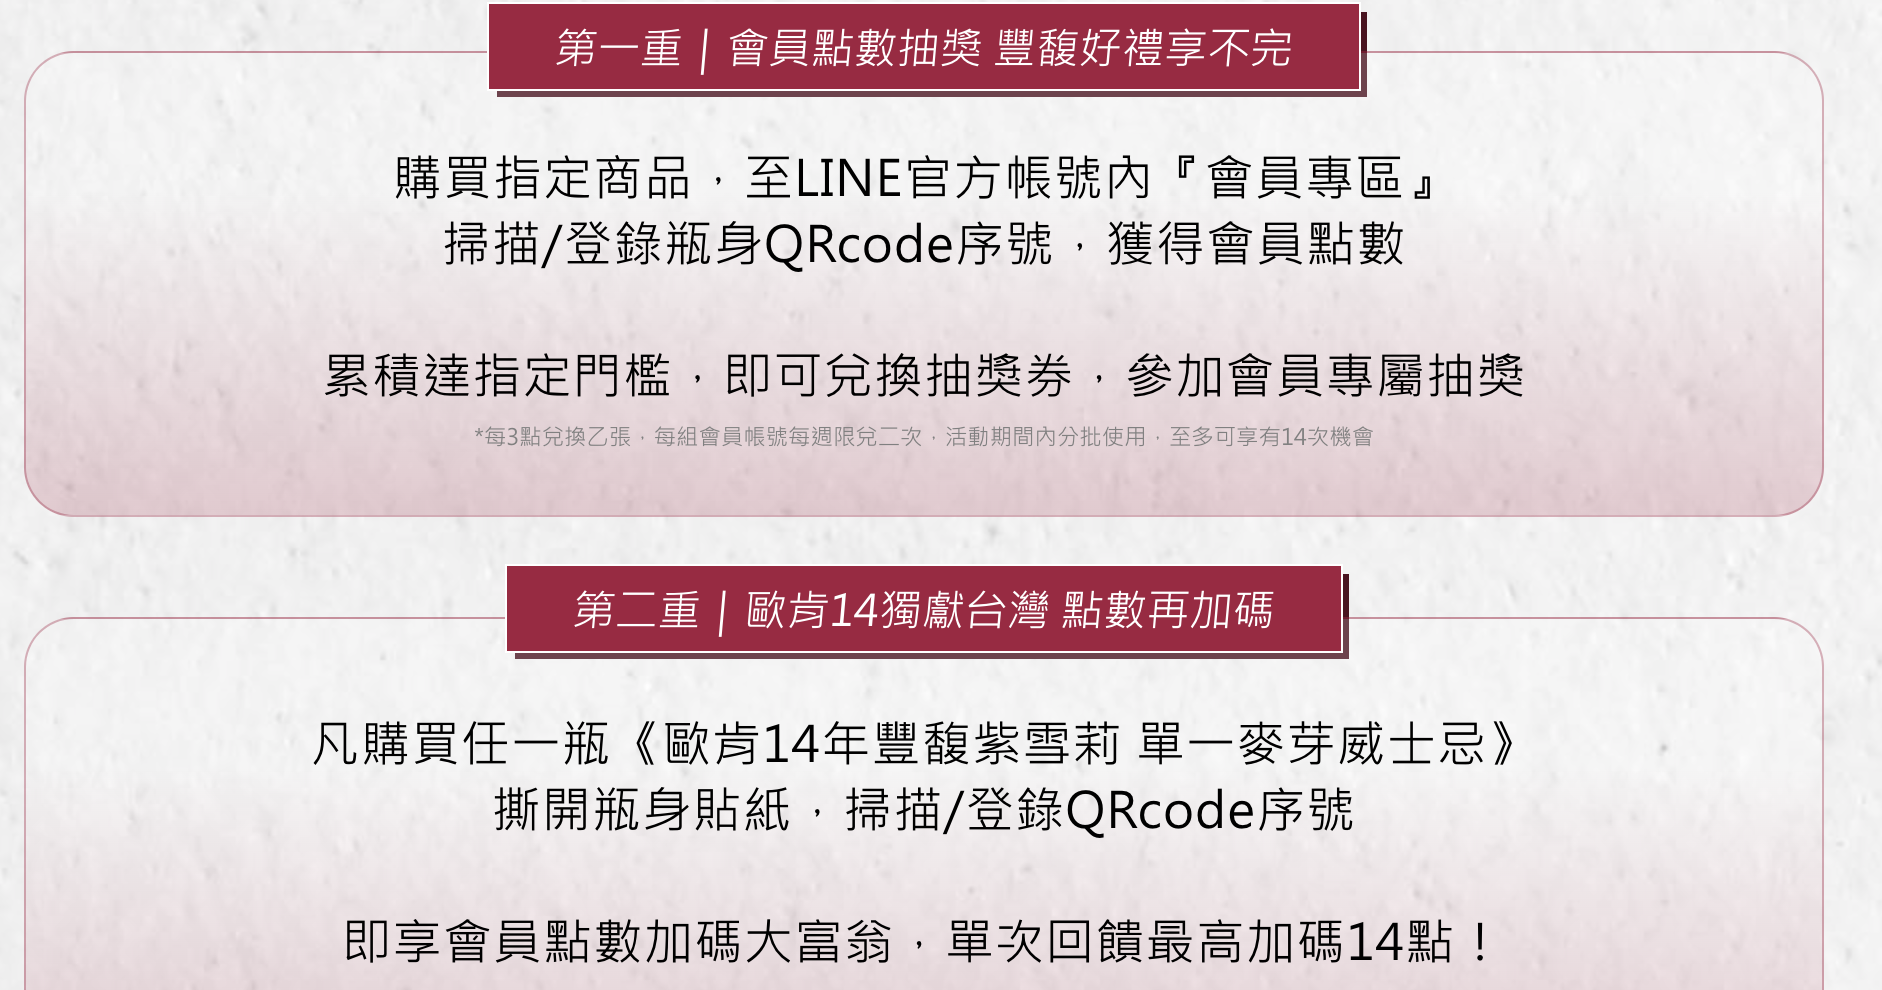 第一重 | 會員點數抽獎 豐馥好禮享不完
購買指定商品，至LINE官方帳號內『會員專區』
掃描/登錄瓶身QRcode序號，獲得會員點數
累積達指定門檻，即可兌換抽獎券，參加會員專屬抽獎
*每3點兌換乙張，每組會員帳號每週限兌二次，活動期間內分批使用，至多可享有14次機會
第二重 | 歐肯14獨獻台灣 點數再加碼
凡購買任一瓶《歐肯14年豐馥紫雪莉 單一麥芽威士忌》
撕開瓶身貼紙，掃描/登錄QRcode序號
即享會員點數加碼大富翁，單次回饋最高加碼14點！